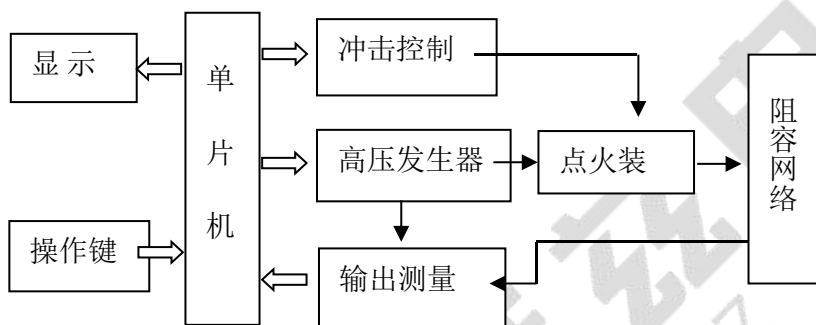 显 示
单片机
冲击控制
高压发生器
点火装
阻容网络
操作键
输出测量